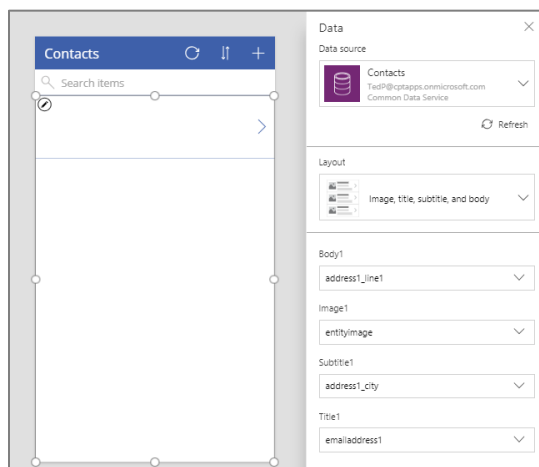 Contacts
Search items
Data
Data source
Contacts
TedP@cptapps.onmicrosoft.com
Common Data Service
Refresh
Layout
Image, title, subtitle, and body
Body1
address1_line1
Image1
entityimage
Subtitle1
address1_city
Title1
emailaddress1